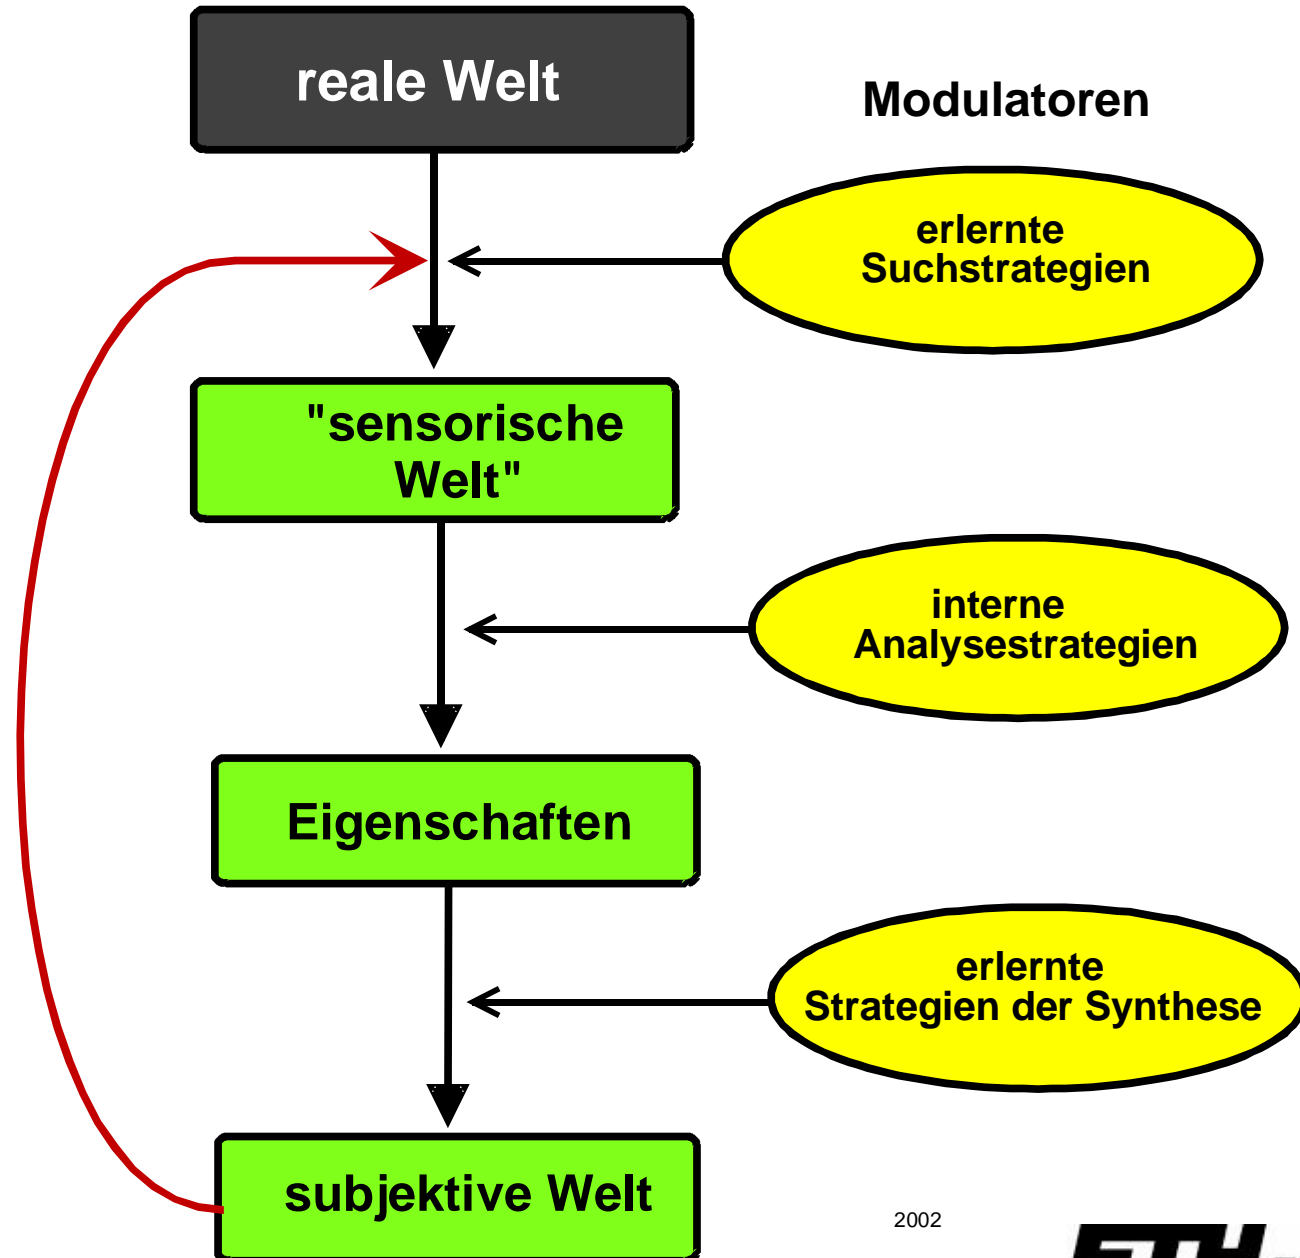 reale Welt
Modulatoren
erlernte
Suchstrategien
"sensorische
Welt"
interne
Analysestrategien
Eigenschaften
erlernte
Strategien der Synthese
subjektive Welt
2002